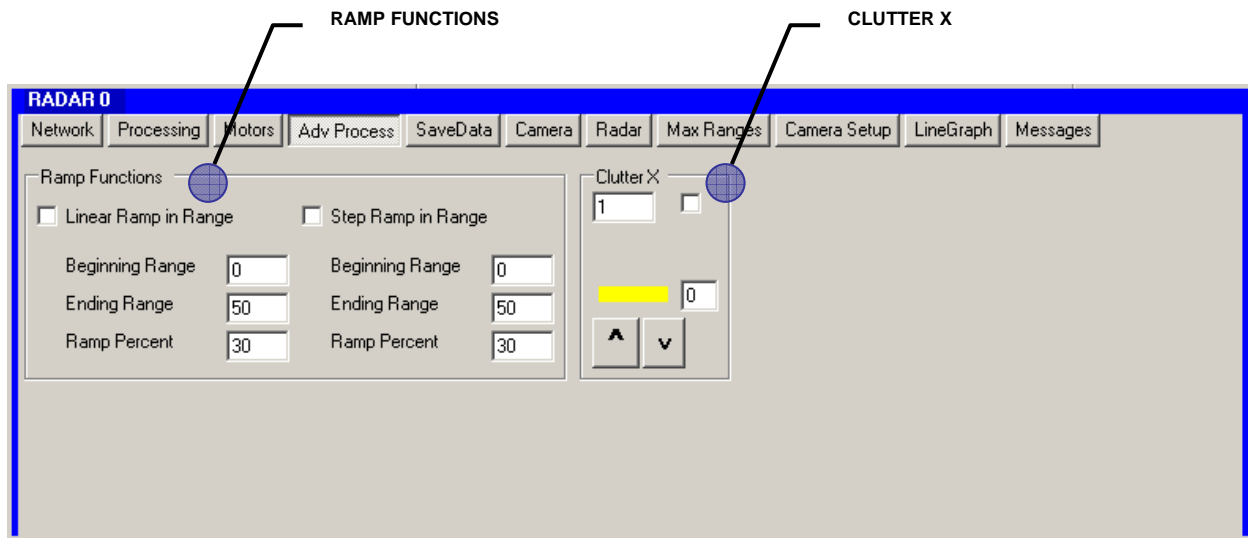 RAMP FUNCTIONS CLUTTER X
RADAR 0
Network Processing Motors Adv Process SaveData Camera Radar Max Ranges Camera Setup LineGraph Messages
Ramp Functions Clutter X
Linear Ramp in Range Step Ramp in Range 1
Beginning Range 0 Beginning Range 0
Ending Range 50 Ending Range 50 0
Ramp Percent 30 Ramp Percent 30 ^ v